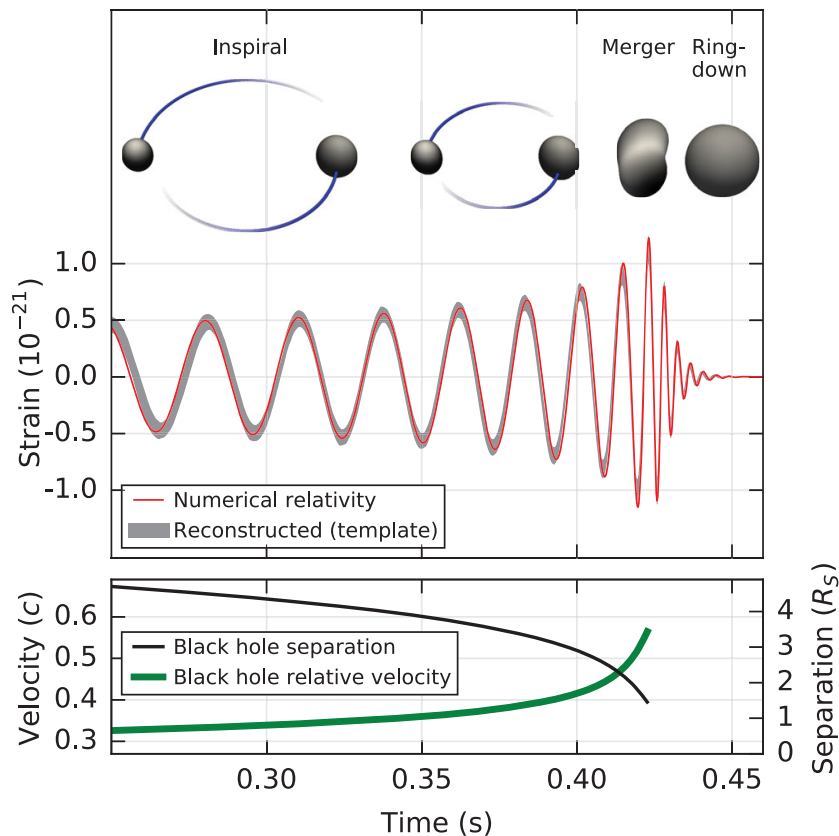 Inspiral
Merger
Ring-
down
Strain (10⁻²¹)
1.0
0.5
0.0
-0.5
-1.0
Numerical relativity
Reconstructed (template)
Velocity (c)
0.6
0.5
0.4
0.3
Black hole separation
Black hole relative velocity
4
3
2
1
0
Separation (R_S)
0.30
0.35
0.40
0.45
Time (s)